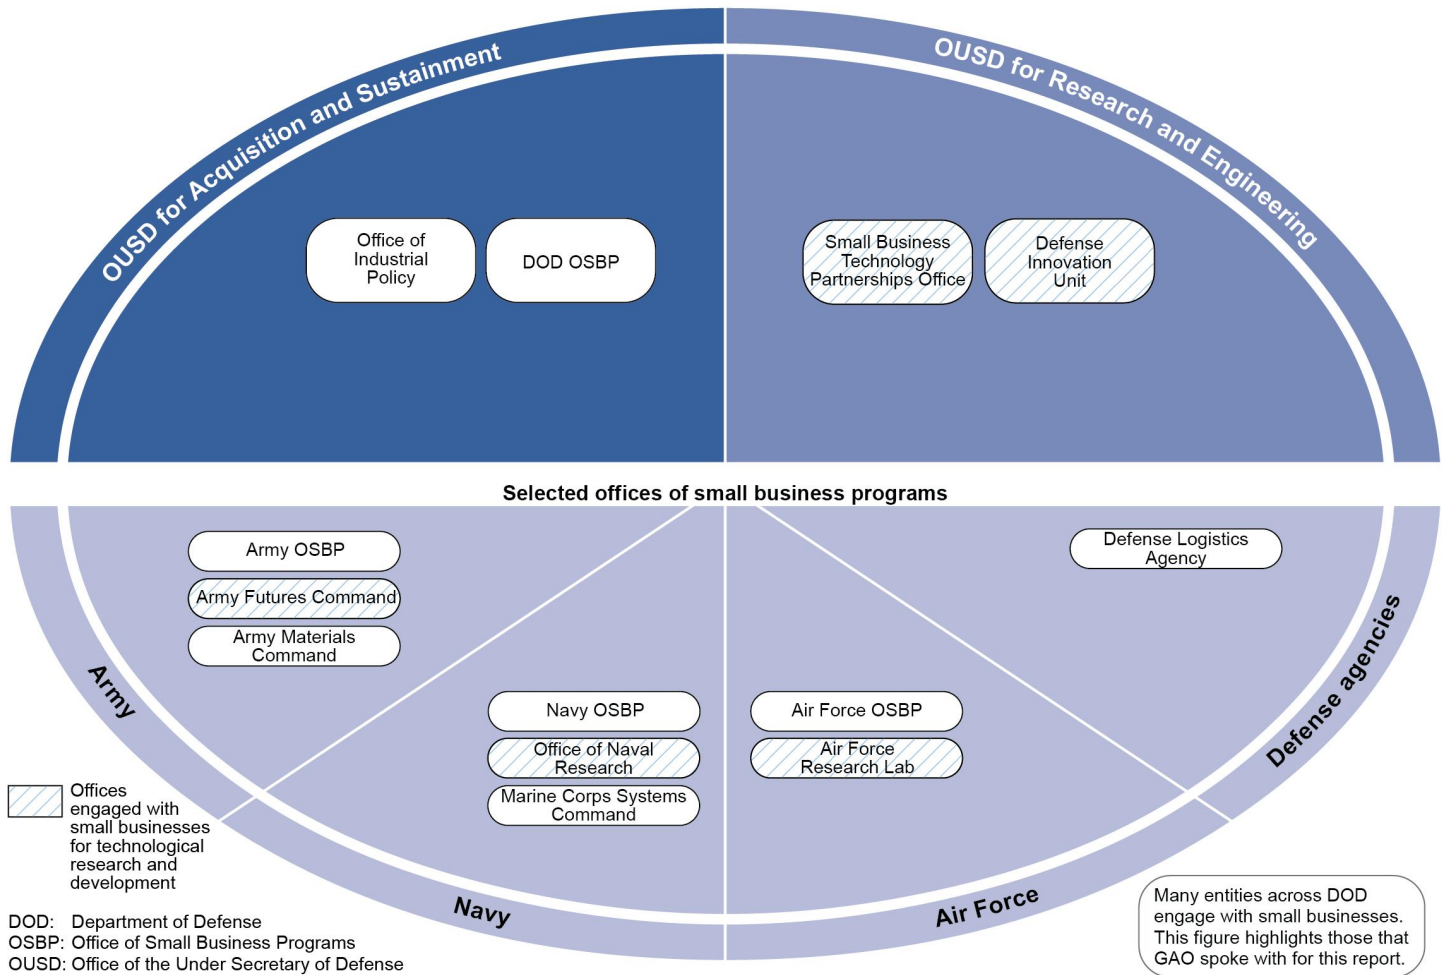 OUSD for Acquisition and Sustainment
OUSD for Research and Engineering
Office of
Industrial
Policy
DOD OSBP
Small Business
Technology
Partnerships Office
Defense
Innovation
Unit
Selected offices of small business programs
Army OSBP
Army Futures Command
Army Materials
Command
Army
Navy OSBP
Office of Naval
Research
Marine Corps Systems
Command
Navy
Air Force OSBP
Air Force
Research Lab
Air Force
Defense Logistics
Agency
Defense agencies
Offices
engaged with
small businesses
for technological
research and
development
DOD: Department of Defense
OSBP: Office of Small Business Programs
OUSD: Office of the Under Secretary of Defense
Many entities across DOD
engage with small businesses.
This figure highlights those that
GAO spoke with for this report.